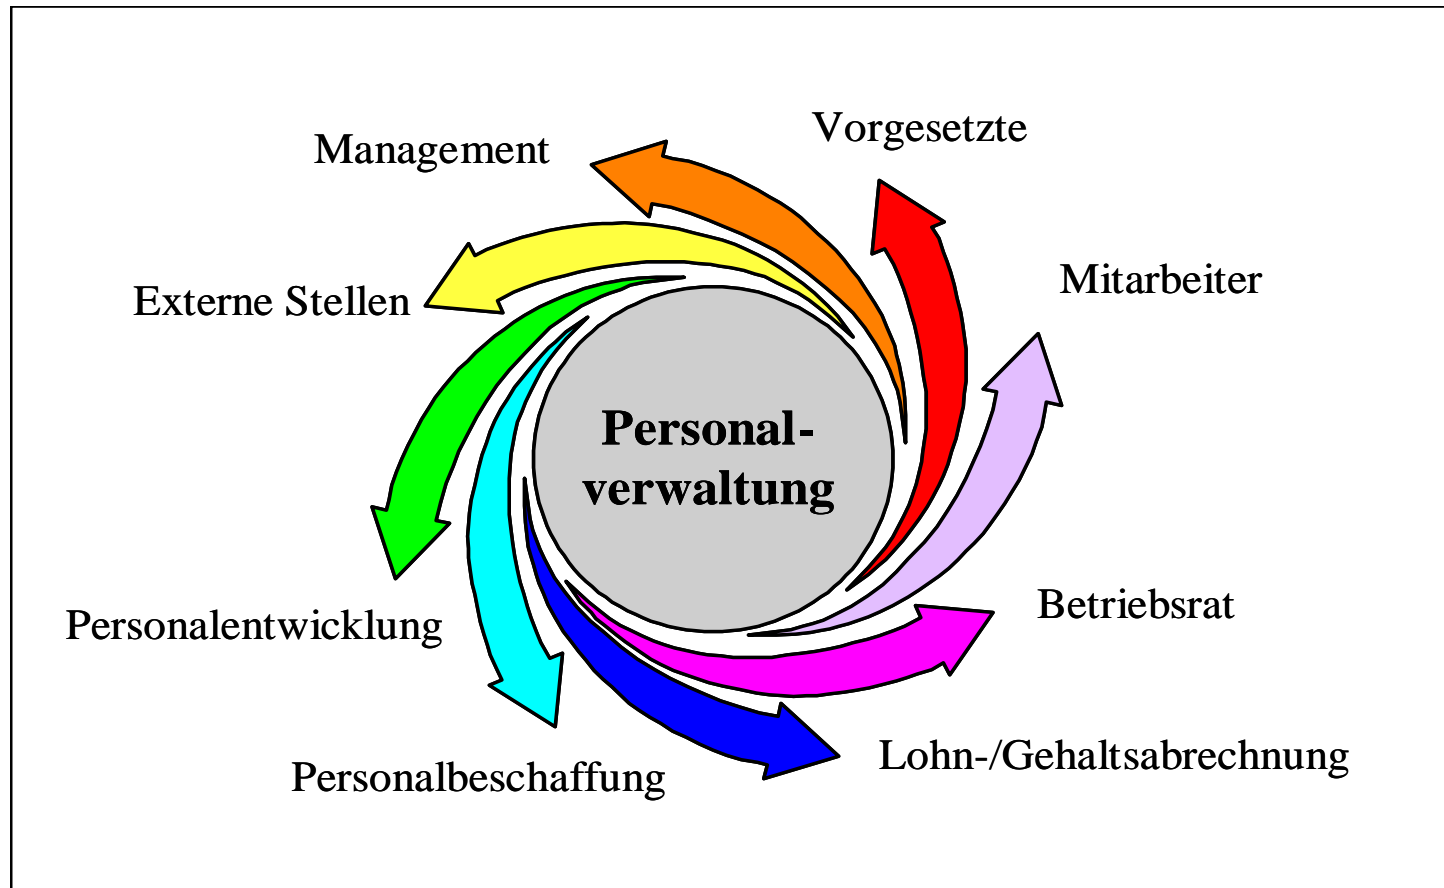 Vorgesetzte
Management
Mitarbeiter
Externe Stellen
Personal-
verwaltung
Betriebsrat
Personalentwicklung
Lohn-/Gehaltsabrechnung
Personalbeschaffung